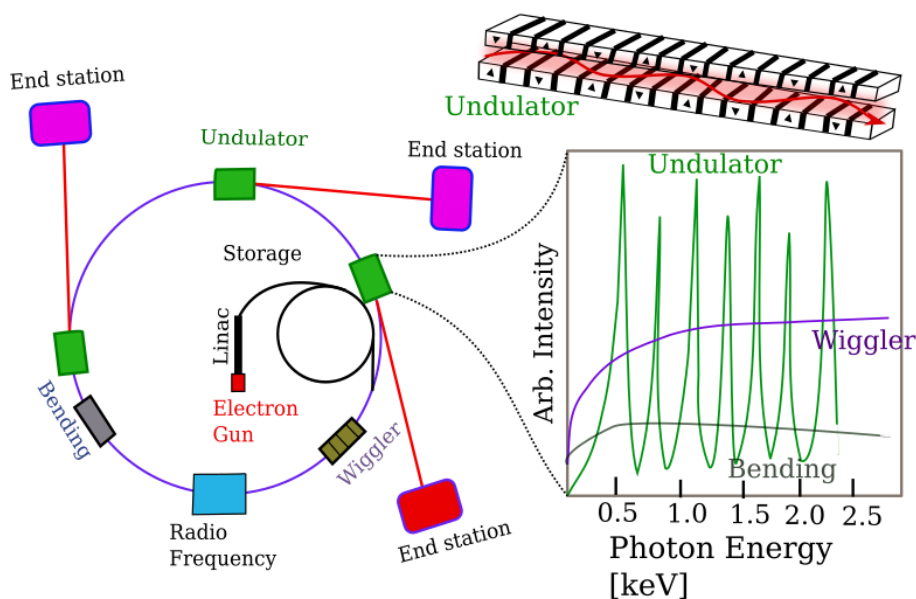 End station
Undulator
End station
Storage
Linac
Electron
Gun
Bending
Wiggler
Radio
Frequency
End station
Undulator
Undulator
Wiggler
Bending
Arb. Intensity
0.5 1.0 1.5 2.0 2.5
Photon Energy
[keV]